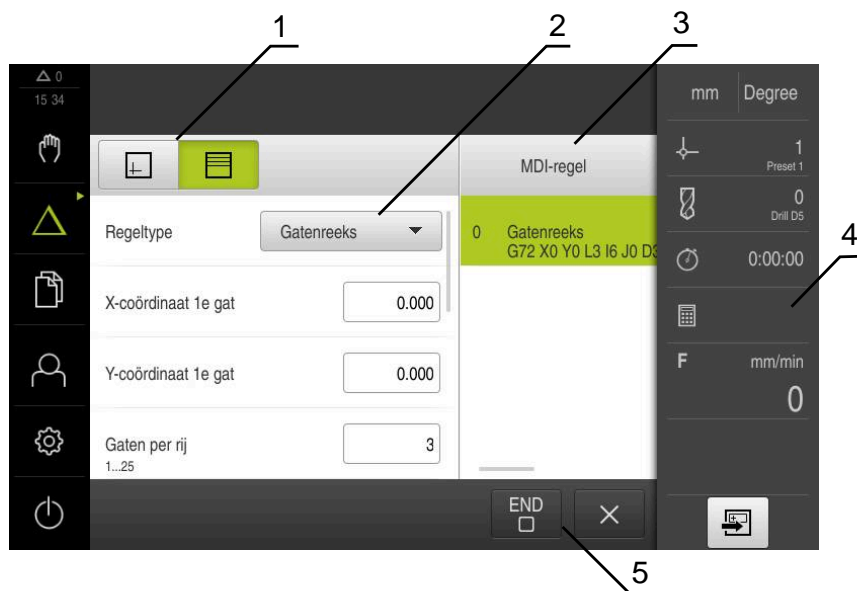 1
2
3
0
15 34
mm
Degree
1
Preset 1
MDI-regel
0
Drill D5
Regeltype
Gatenreeks
0
Gatenreeks
G72 X0 Y0 L3 I6 J0 D3
4
0:00:00
X-coördinaat 1e gat
0.000
Y-coördinaat 1e gat
0.000
F
mm/min
0
Gaten per rij
1...25
3
END
5